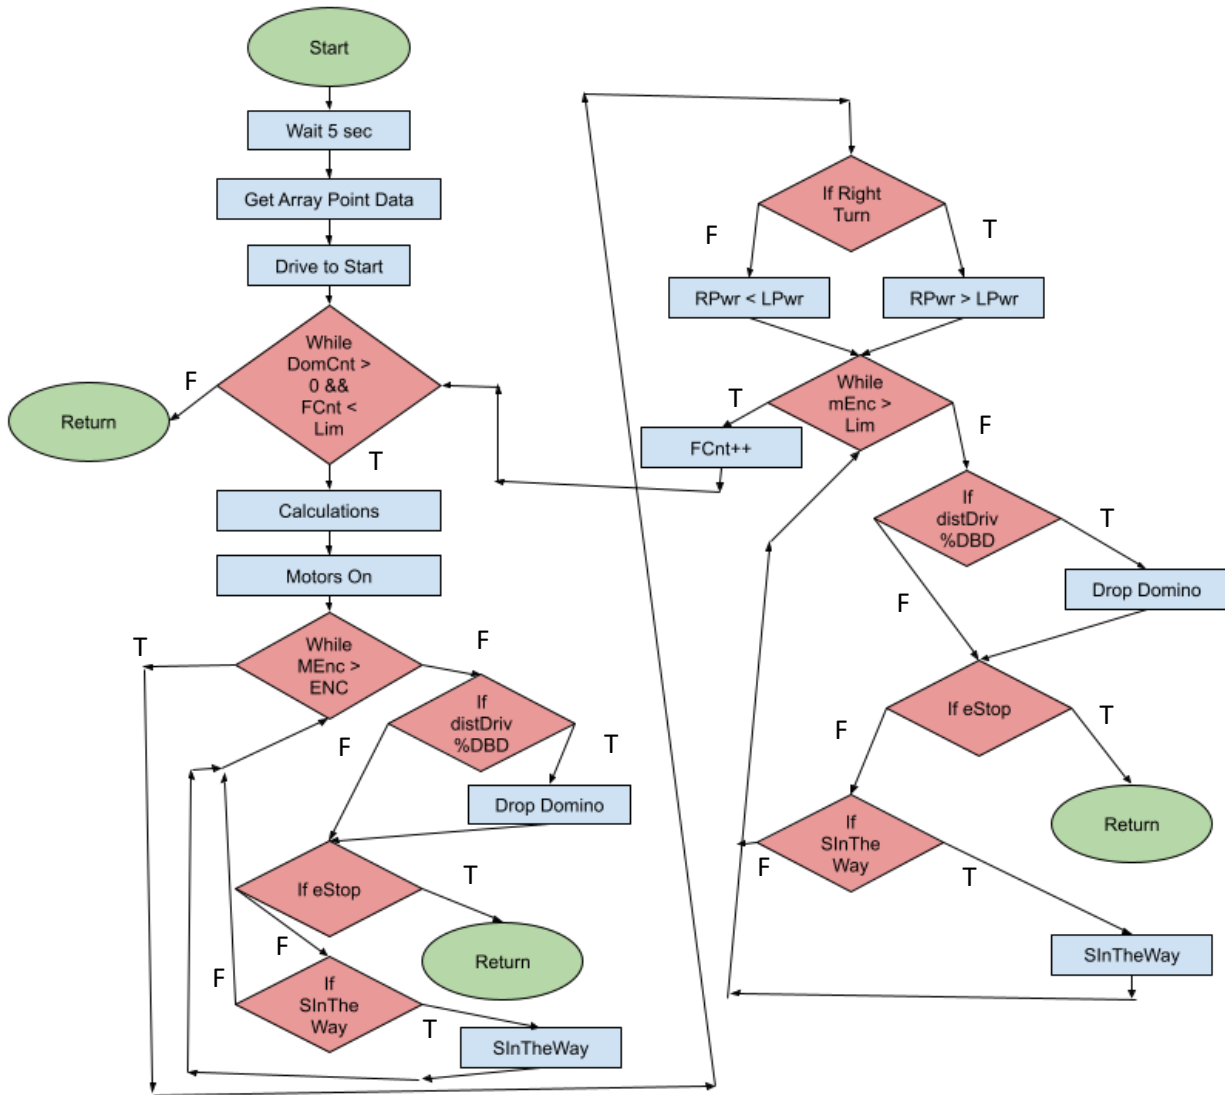 Start
Wait 5 sec
Get Array Point Data
Drive to Start
While
DomCnt >
0 &&
FCnt <
Lim
F
Return
T
Calculations
Motors On
While
MEnc >
ENC
T
F
If
distDriv
%DBD
F
T
Drop Domino
If eStop
T
F
Return
If
SInThe
Way
F
T
SInTheWay
If Right
Turn
F
T
RPwr < LPwr
RPwr > LPwr
While
mEnc >
Lim
T
F
FCnt++
If
distDriv
%DBD
T
F
Drop Domino
If eStop
F
T
Return
If
SInThe
Way
F
T
SInTheWay